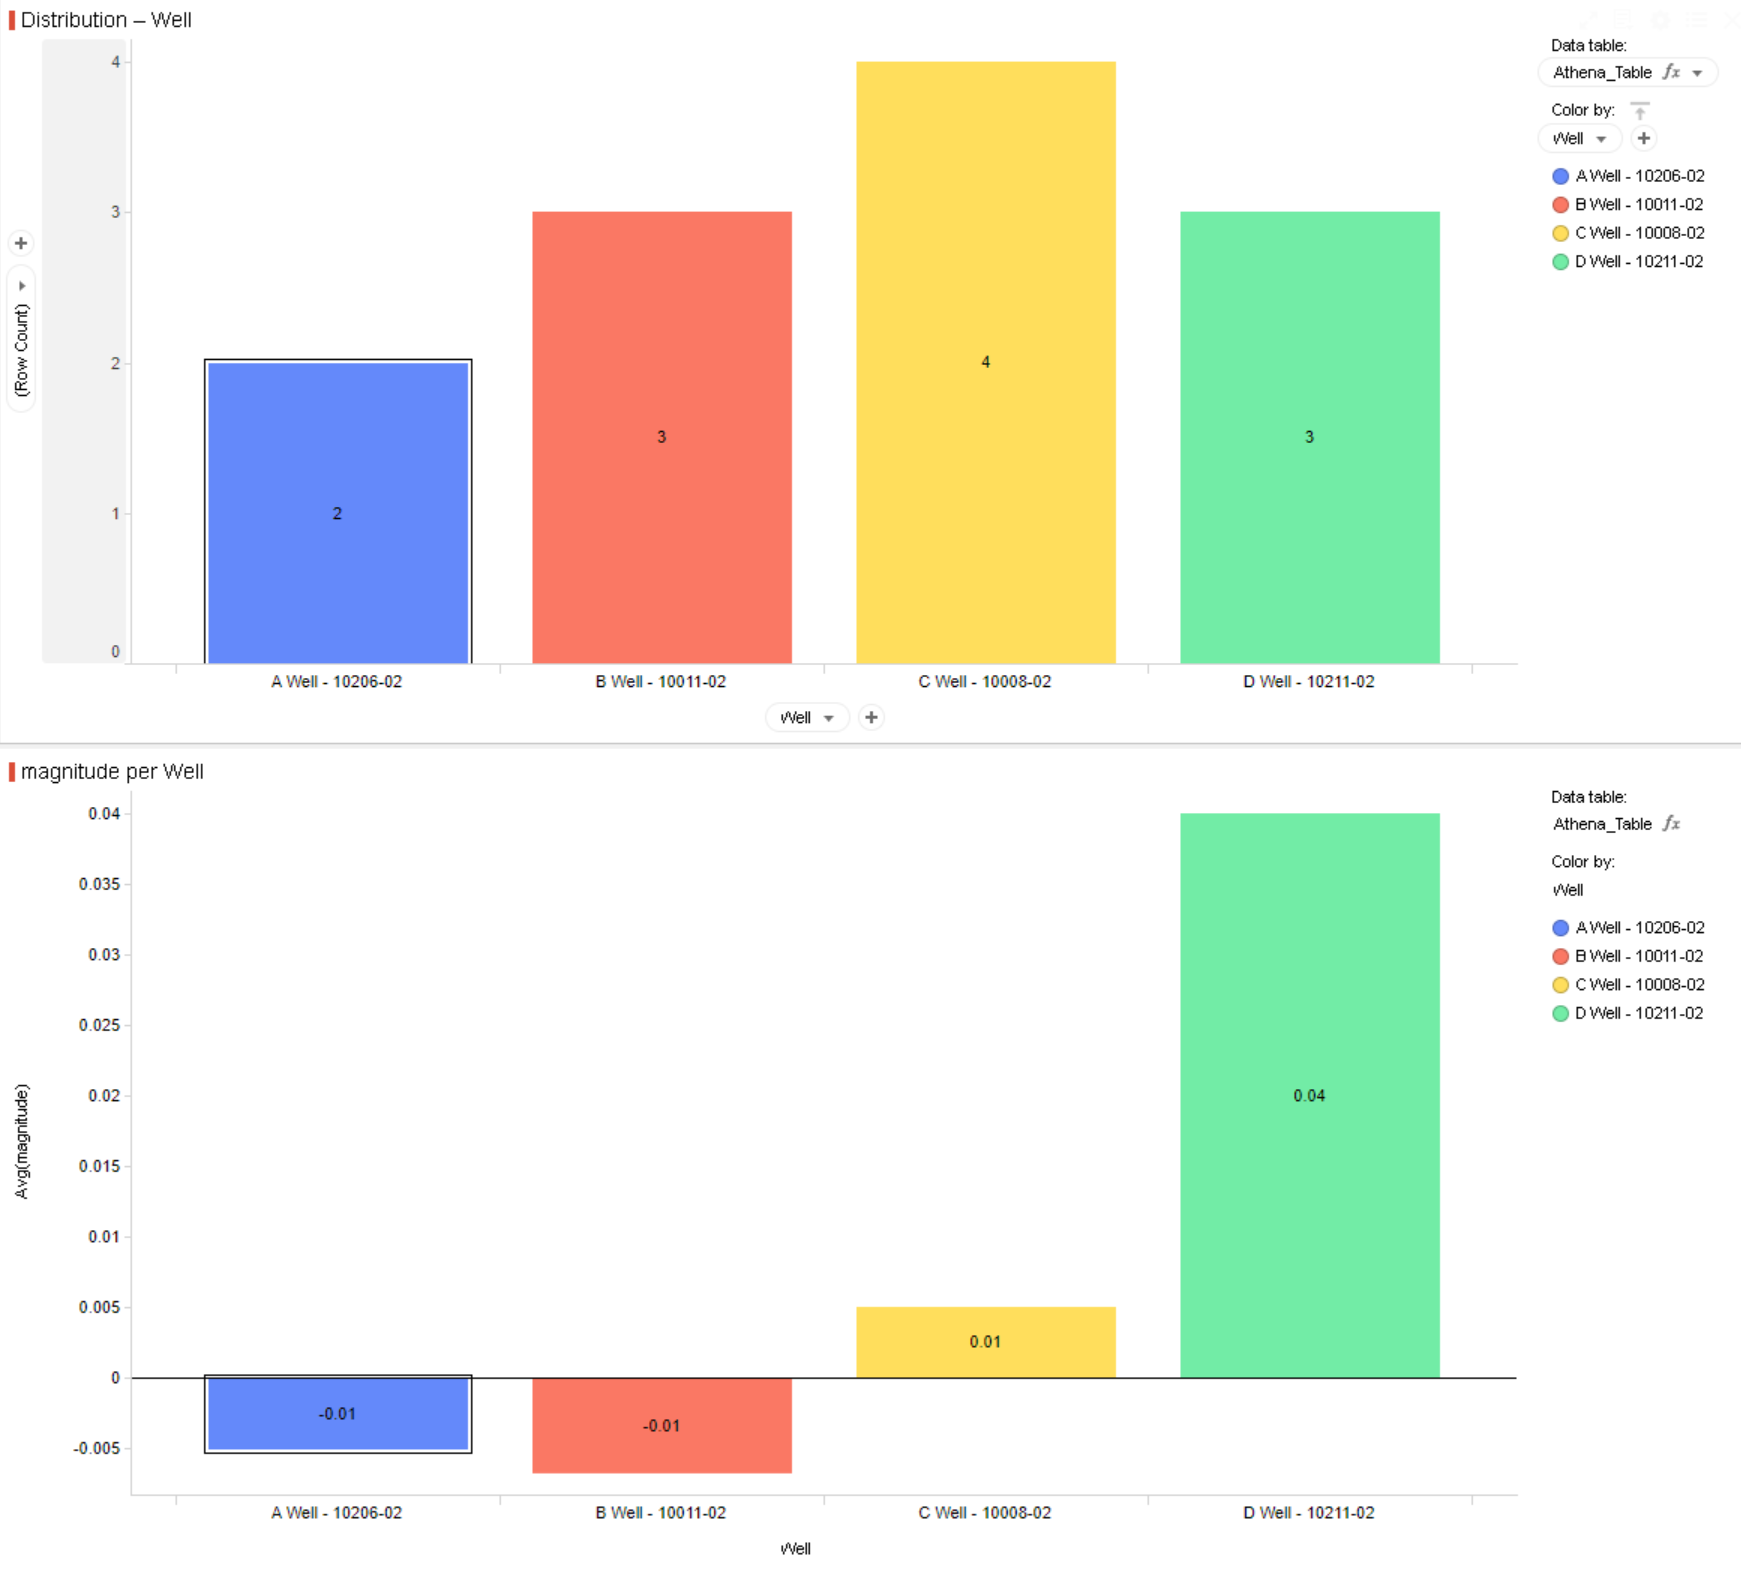 Distribution – Well
Data table:
Athena_Table fx
Color by:
Well
A Well - 10206-02
B Well - 10011-02
C Well - 10008-02
D Well - 10211-02
(Row Count)
4
3
2
1
0
2
3
4
3
A Well - 10206-02
B Well - 10011-02
C Well - 10008-02
D Well - 10211-02
Well
magnitude per Well
Data table:
Athena_Table fx
Color by:
Well
A Well - 10206-02
B Well - 10011-02
C Well - 10008-02
D Well - 10211-02
Avg(magnitude)
0.04
0.035
0.03
0.025
0.02
0.015
0.01
0.005
0
-0.005
-0.01
-0.01
0.01
0.04
A Well - 10206-02
B Well - 10011-02
C Well - 10008-02
D Well - 10211-02
Well